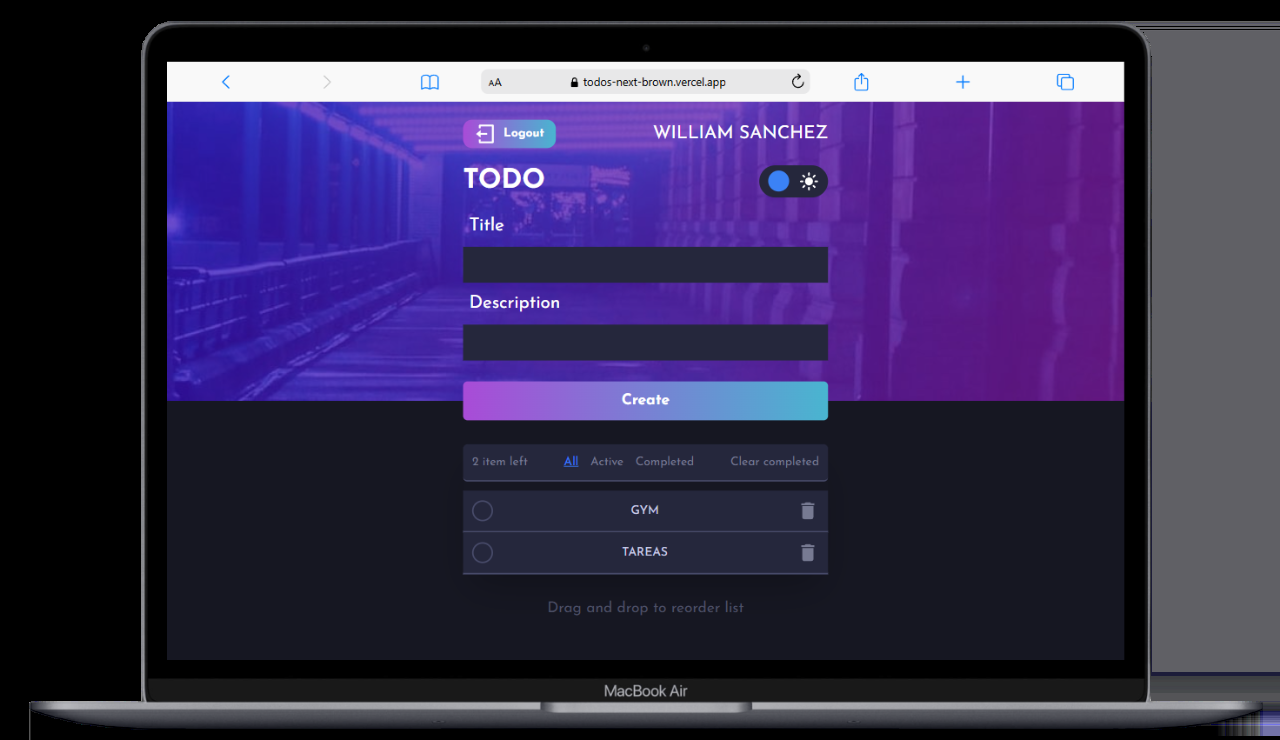 AA todos-next-brown.vercel.app
Logout WILLIAM SANCHEZ
TODO
Title
Description
Create
2 item left All Active Completed Clear completed
GYM
TAREAS
Drag and drop to reorder list
MacBook Air